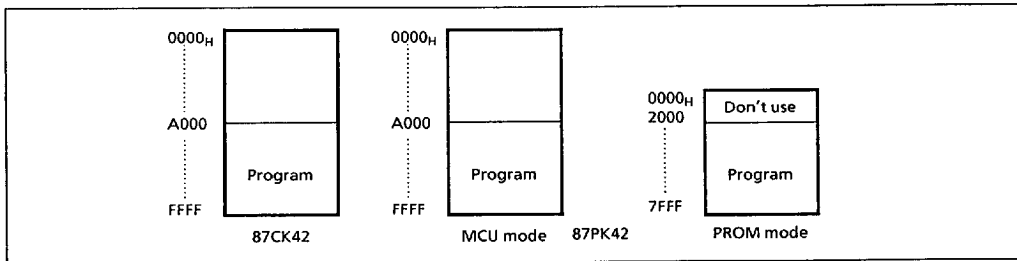 0000H
A000
Program
FFFF
87CK42
0000H
A000
Program
FFFF
MCU mode
87PK42
0000H
Don't use
2000
Program
7FFF
PROM mode